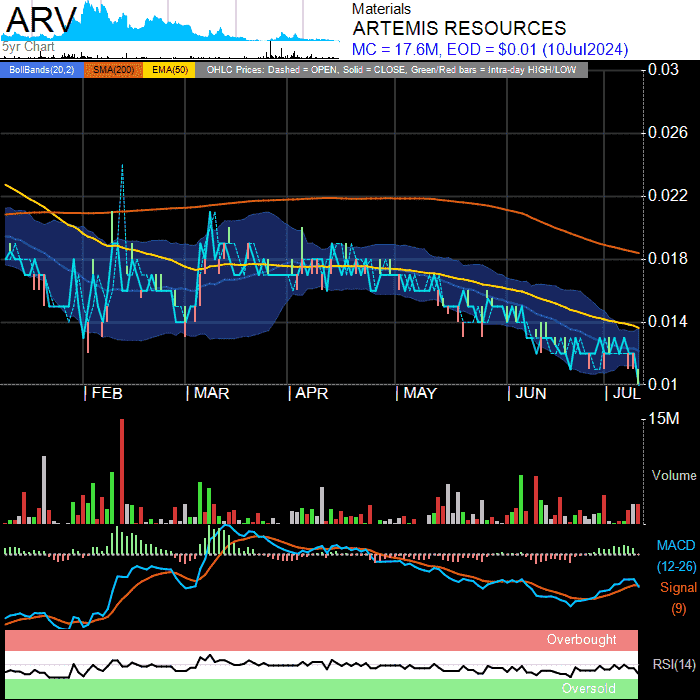 ARV
Materials
ARTEMIS RESOURCES
5yr Chart
MC = 17.6M, EOD = $0.01 (10Jul2024)
BollBands(20,2) SMA(200) EMA(50) OHLC Prices: Dashed = OPEN, Solid = CLOSE, Green/Red bars = Intra-day HIGH/LOW
0.03
0.026
0.022
0.018
0.014
0.01
FEB MAR APR MAY JUN JUL
15M
Volume
MACD
(12-26)
Signal
(9)
Overbought
RSI(14)
Oversold